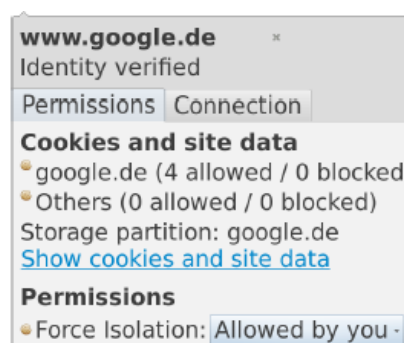 www.google.de
Identity verified
Permissions Connection
Cookies and site data
google.de (4 allowed / 0 blocked
Others (0 allowed / 0 blocked)
Storage partition: google.de
Show cookies and site data
Permissions
Force Isolation: Allowed by you